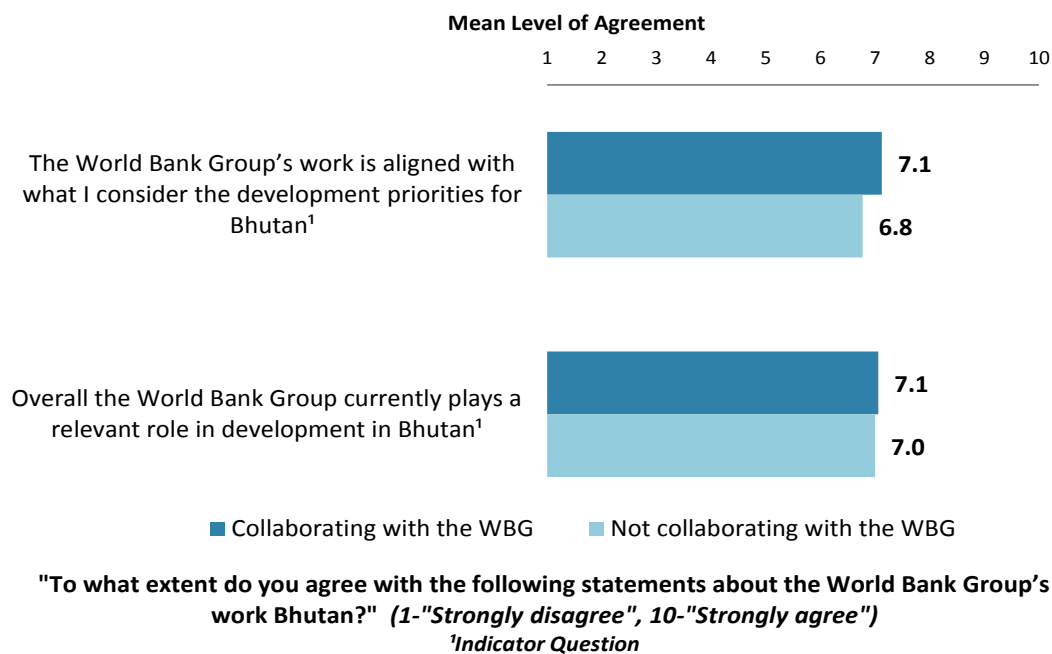 Mean Level of Agreement
1 2 3 4 5 6 7 8 9 10
The World Bank Group’s work is aligned with
what I consider the development priorities for
Bhutan¹
7.1
6.8
Overall the World Bank Group currently plays a
relevant role in development in Bhutan¹
7.1
7.0
Collaborating with the WBG Not collaborating with the WBG
"To what extent do you agree with the following statements about the World Bank Group’s
work Bhutan?" (1-"Strongly disagree", 10-"Strongly agree")
¹Indicator Question